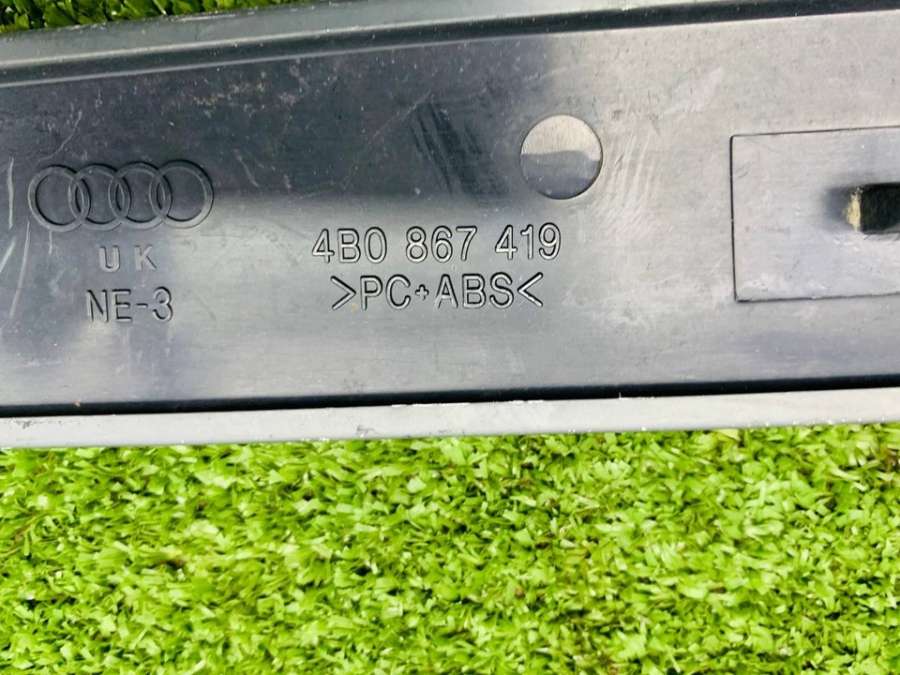 UK
NE-3
4B0 867 419
>PC+ABS<